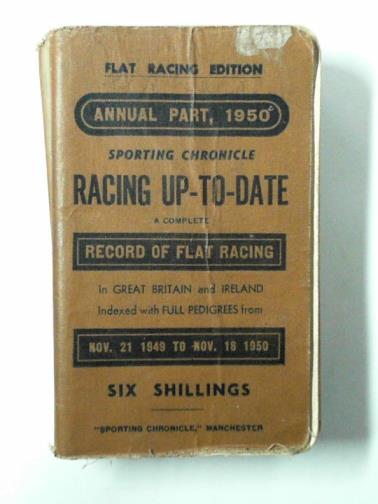 FLAT RACING EDITION
ANNUAL PART, 1950
SPORTING CHRONICLE
RACING UP-TO-DATE
A COMPLETE
RECORD OF FLAT RACING
In GREAT BRITAIN and IRELAND
Indexed with FULL PEDIGREES from
NOV. 21 1949 TO NOV. 18 1950
SIX SHILLINGS
"SPORTING CHRONICLE," MANCHESTER